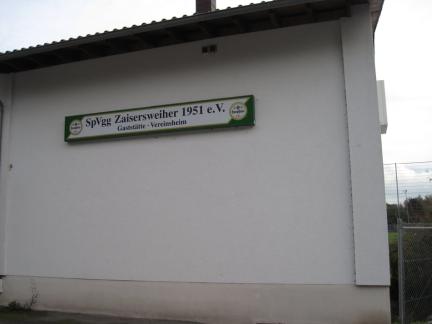 SpVgg Zaisersweiher 1951 e.V.
Gaststätte - Vereinsheim